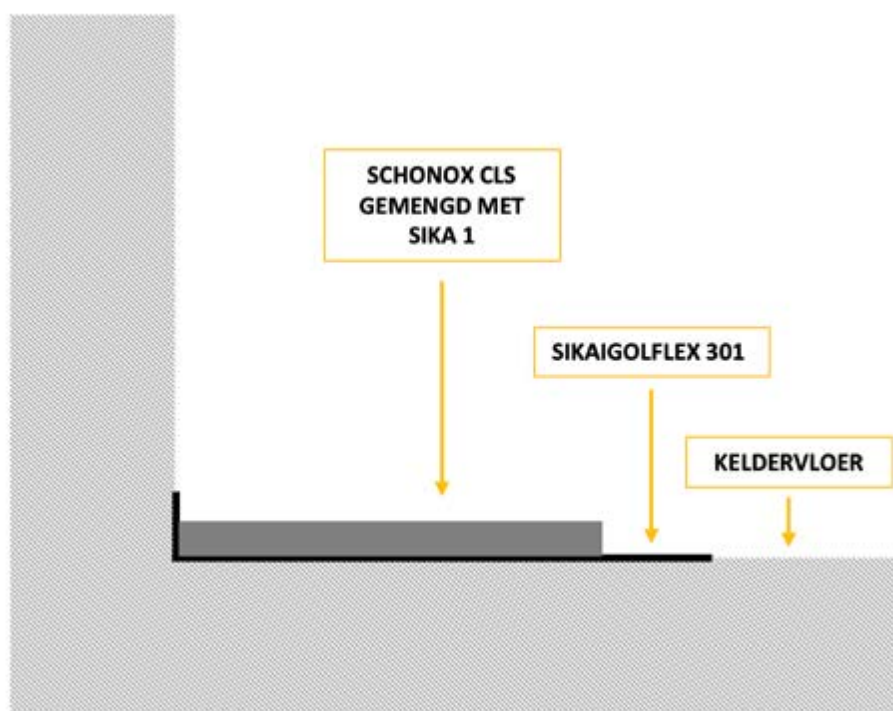 SCHONOX CLS
GEMENGD MET
SIKA 1
SIKAIGOLFLEX 301
KELDERVLOER